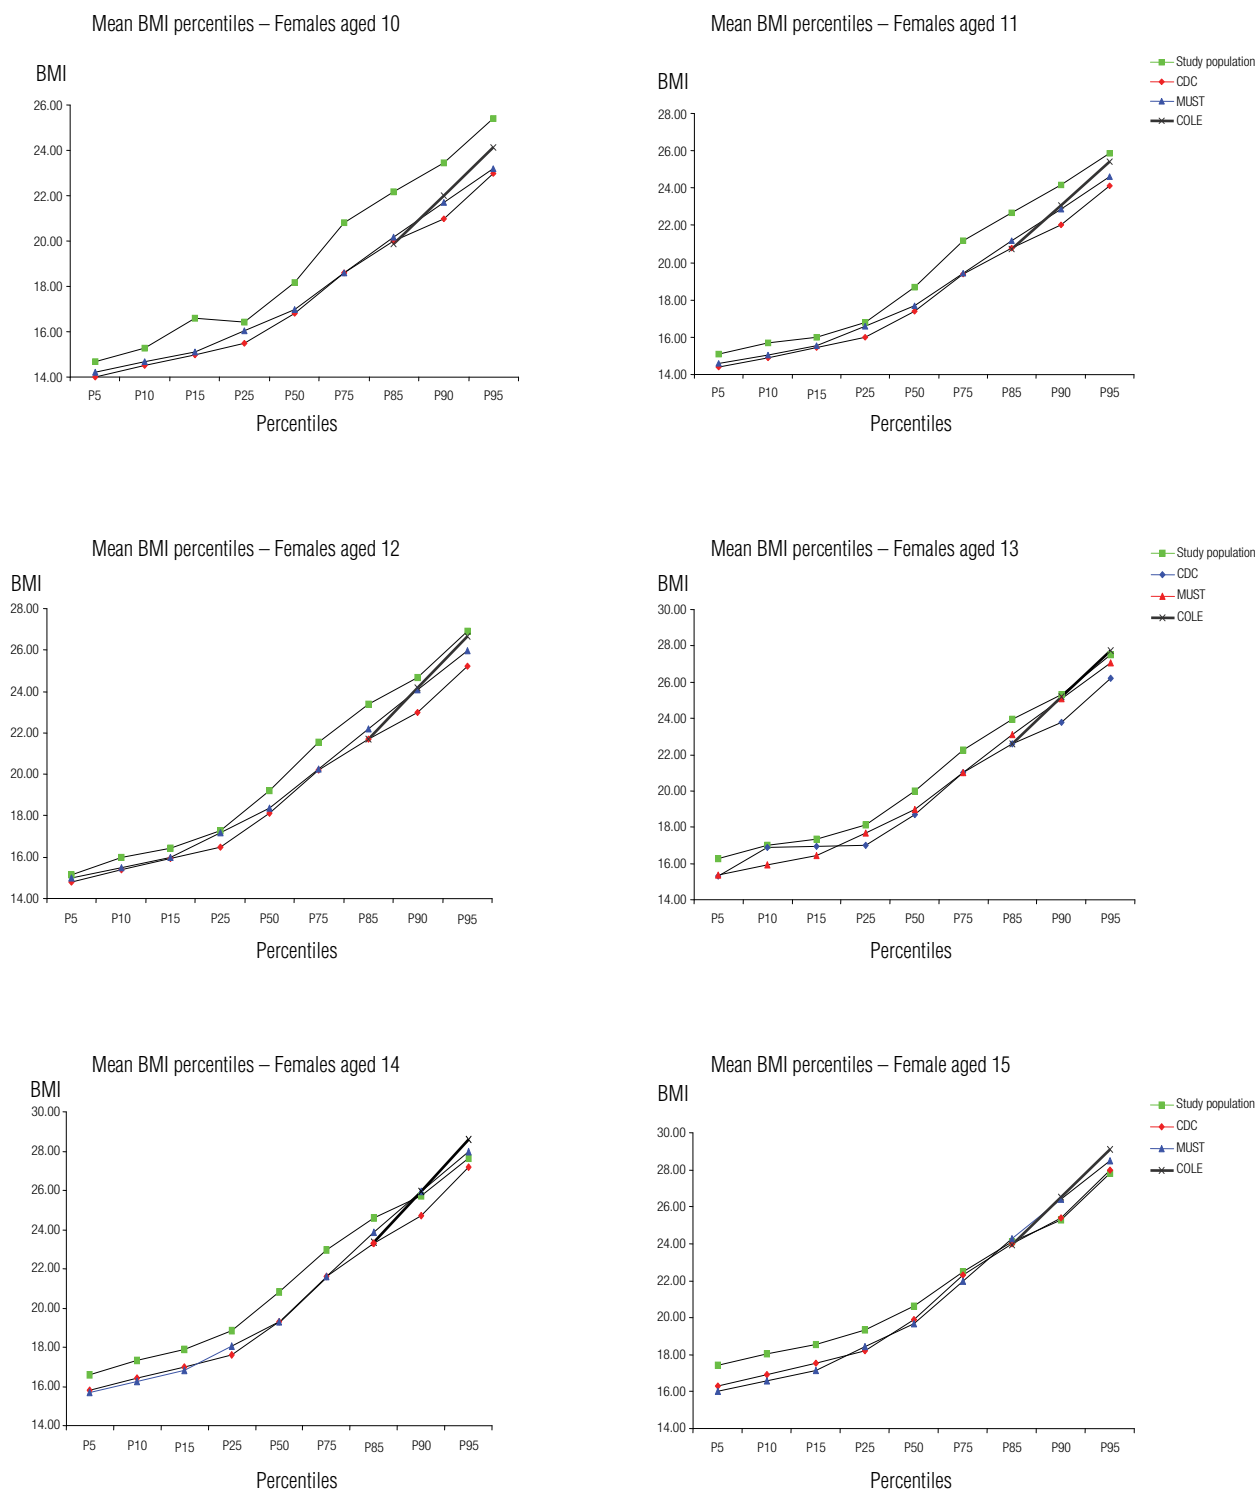 Mean BMI percentiles – Females aged 10
BMI
26.00
24.00
22.00
20.00
18.00
16.00
14.00
P5 P10 P15 P25 P50 P75 P85 P90 P95
Percentiles
Mean BMI percentiles – Females aged 11
BMI
28.00
26.00
24.00
22.00
20.00
18.00
16.00
14.00
P5 P10 P15 P25 P50 P75 P85 P90 P95
Percentiles
Study population
CDC
MUST
COLE
Mean BMI percentiles – Females aged 12
BMI
28.00
26.00
24.00
22.00
20.00
18.00
16.00
14.00
P5 P10 P15 P25 P50 P75 P85 P90 P95
Percentiles
Mean BMI percentiles – Females aged 13
BMI
30.00
28.00
26.00
24.00
22.00
20.00
18.00
16.00
14.00
P5 P10 P15 P25 P50 P75 P85 P90 P95
Percentiles
Study population
CDC
MUST
COLE
Mean BMI percentiles – Females aged 14
BMI
30.00
28.00
26.00
24.00
22.00
20.00
18.00
16.00
14.00
P5 P10 P15 P25 P50 P75 P85 P90 P95
Percentiles
Mean BMI percentiles – Female aged 15
BMI
30.00
28.00
26.00
24.00
22.00
20.00
18.00
16.00
14.00
P5 P10 P15 P25 P50 P75 P85 P90 P95
Percentiles
Study population
CDC
MUST
COLE